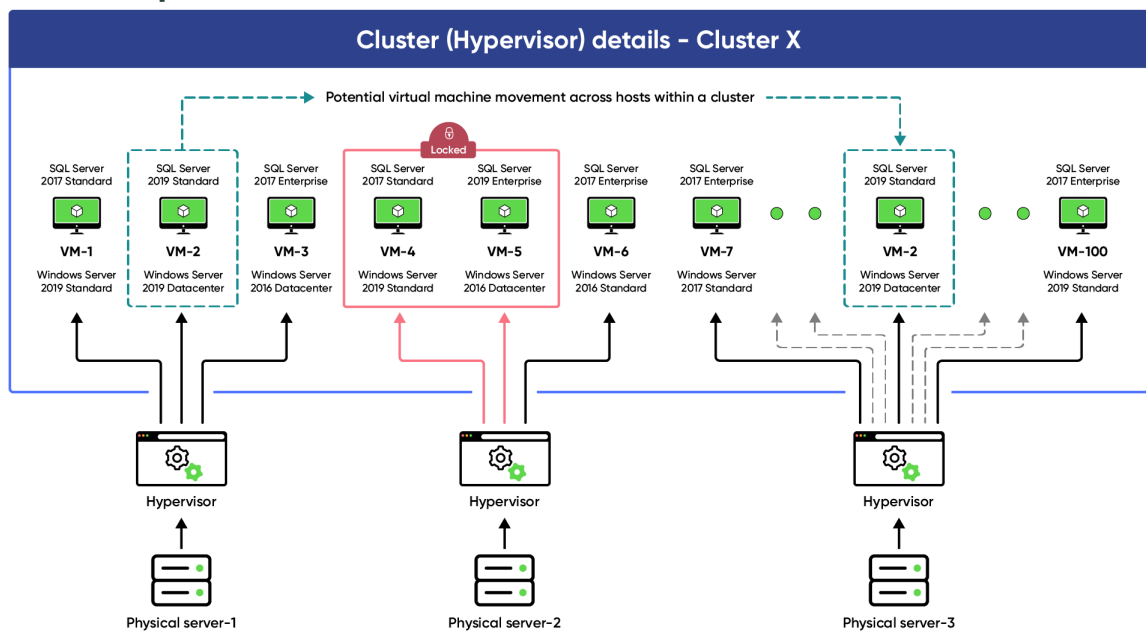 Cluster (Hypervisor) details - Cluster X
Potential virtual machine movement across hosts within a cluster
Locked
SQL Server
2017 Standard
VM-1
Windows Server
2019 Standard
SQL Server
2019 Standard
VM-2
Windows Server
2019 Datacenter
SQL Server
2017 Enterprise
VM-3
Windows Server
2016 Datacenter
SQL Server
2017 Standard
VM-4
Windows Server
2019 Standard
SQL Server
2019 Enterprise
VM-5
Windows Server
2016 Datacenter
SQL Server
2017 Enterprise
VM-6
Windows Server
2016 Standard
SQL Server
2017 Enterprise
VM-7
Windows Server
2017 Standard
SQL Server
2019 Standard
VM-2
Windows Server
2019 Datacenter
SQL Server
2017 Enterprise
VM-100
Windows Server
2019 Standard
Hypervisor
Hypervisor
Hypervisor
Physical server-1
Physical server-2
Physical server-3